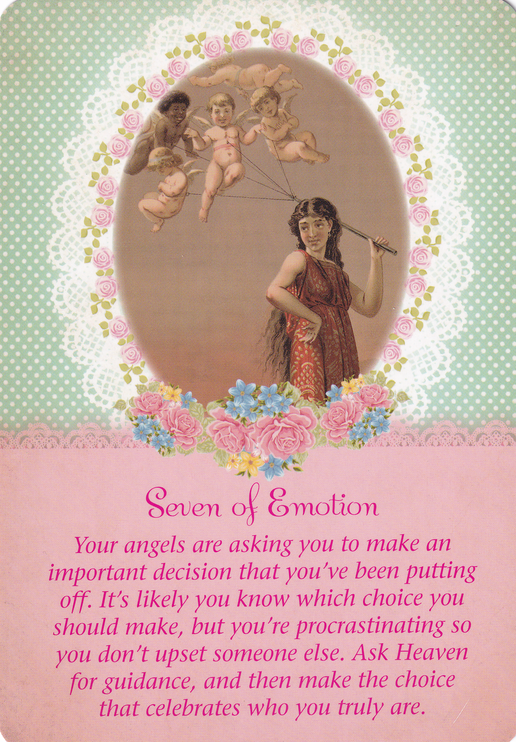 Seven of Emotion
Your angels are asking you to make an
important decision that you've been putting
off. It's likely you know which choice you
should make, but you're procrastinating so
you don't upset someone else. Ask Heaven
for guidance, and then make the choice
that celebrates who you truly are.